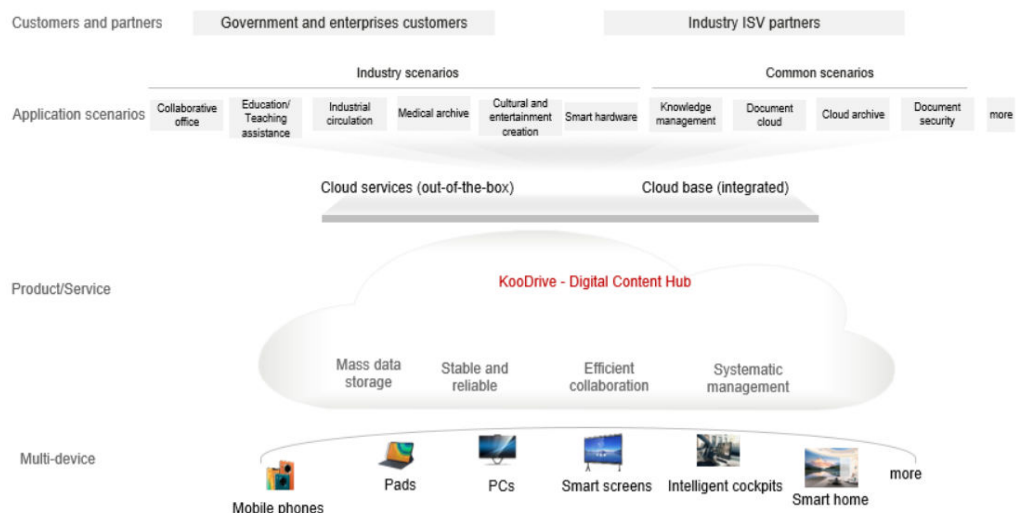 Customers and partners
Government and enterprises customers
Industry ISV partners
Industry scenarios
Common scenarios
Application scenarios
Collaborative
office
Education/
Teaching
assistance
Industrial
circulation
Medical archive
Cultural and
entertainment
creation
Smart hardware
Knowledge
management
Document
cloud
Cloud archive
Document
security
more
Cloud services (out-of-the-box)
Cloud base (integrated)
Product/Service
KooDrive - Digital Content Hub
Mass data
storage
Stable and
reliable
Efficient
collaboration
Systematic
management
Multi-device
Mobile phones
Pads
PCs
Smart screens
Intelligent cockpits
Smart home
more